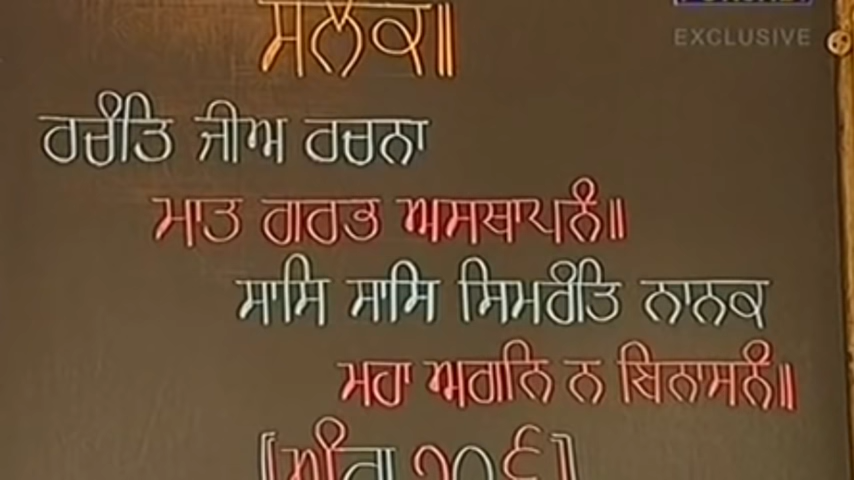 ਸਲੋਕ॥
EXCLUSIVE
ਰਚੰਤਿ ਜੀਅ ਰਚਨਾ
ਮਾਤ ਗਰਭ ਅਸਥਾਪਨੰ॥
ਸਾਸਿ ਸਾਸਿ ਸਿਮਰੰਤਿ ਨਾਨਕ
ਮਹਾ ਅਗਨਿ ਨ ਬਿਨਾਸਨੰ॥
[ਅੰਗ ੭੦੬]